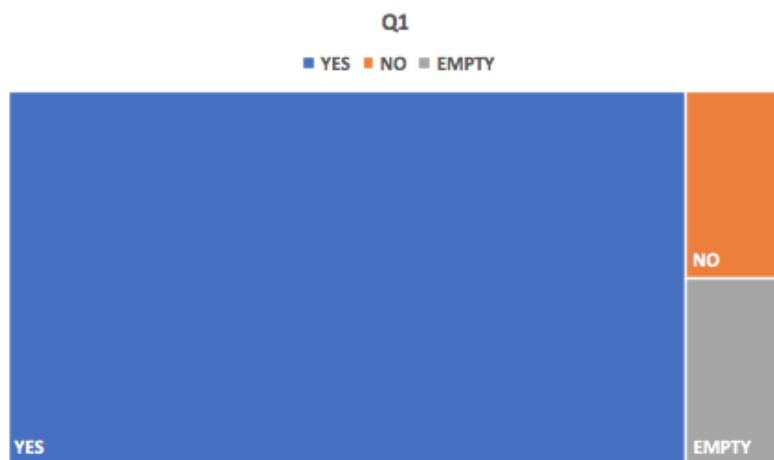 Q1
YES NO EMPTY
NO
YES
EMPTY